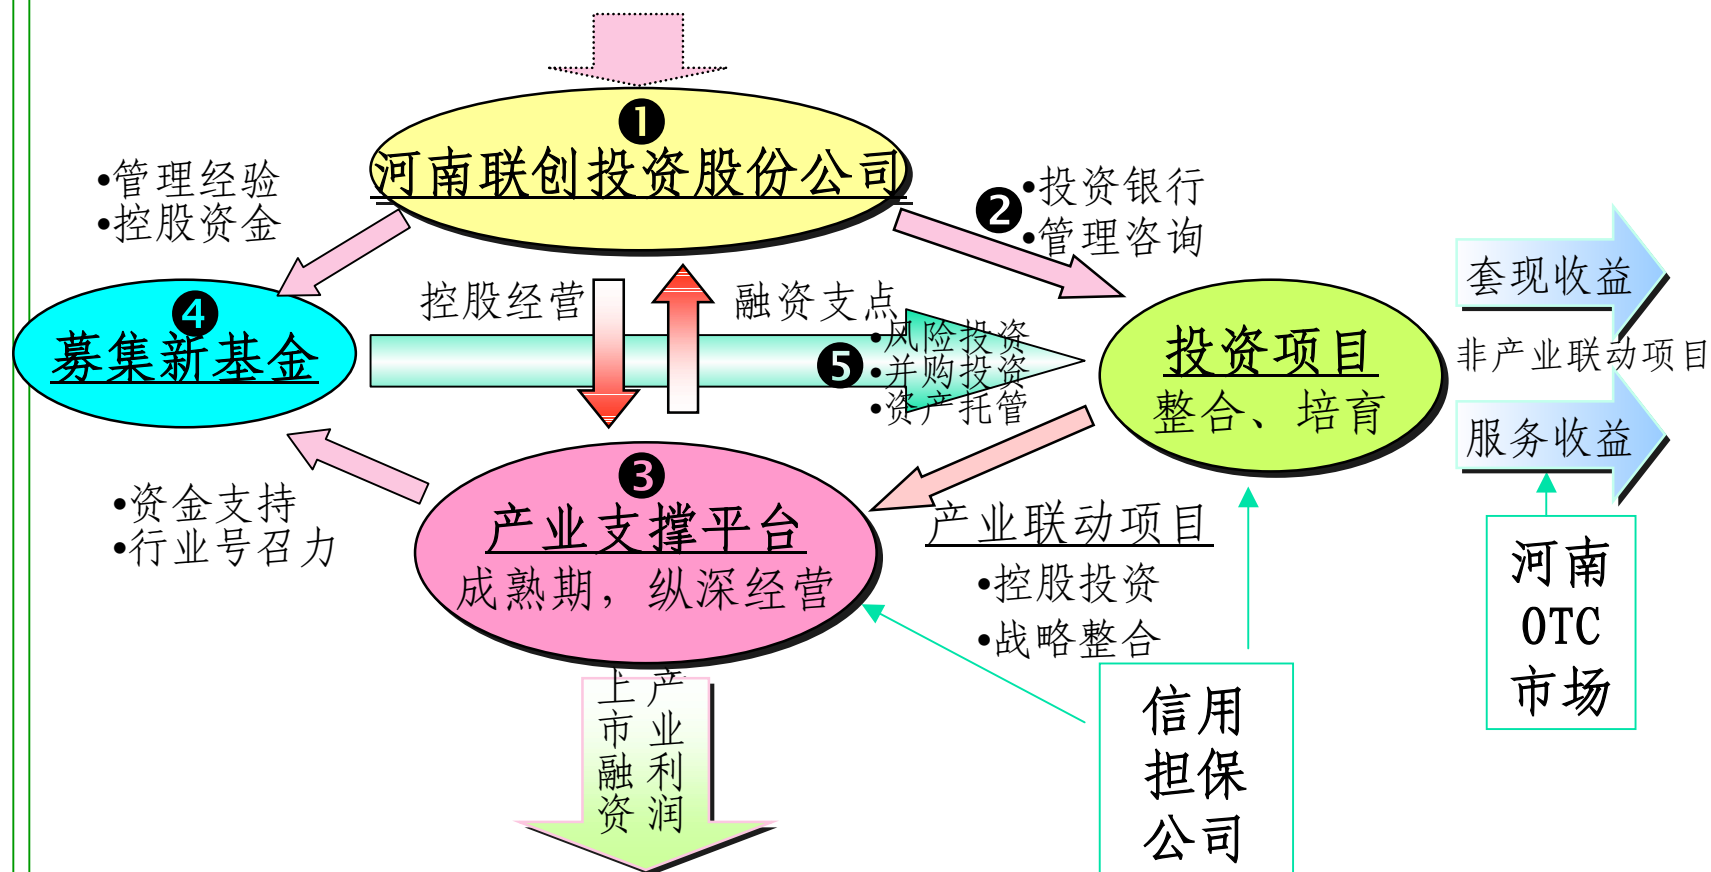 ❶
河南联创投资股份公司
•管理经验
•控股资金
❷
•投资银行
•管理咨询
套现收益
非产业联动项目
服务收益
❹
募集新基金
控股经营
融资支点
❺
•风险投资
•并购投资
•资产托管
投资项目
整合、培育
•资金支持
•行业号召力
❸
产业支撑平台
成熟期，纵深经营
产业联动项目
•控股投资
•战略整合
河南
OTC
市场
信用
担保
公司
上市融资
产业利润